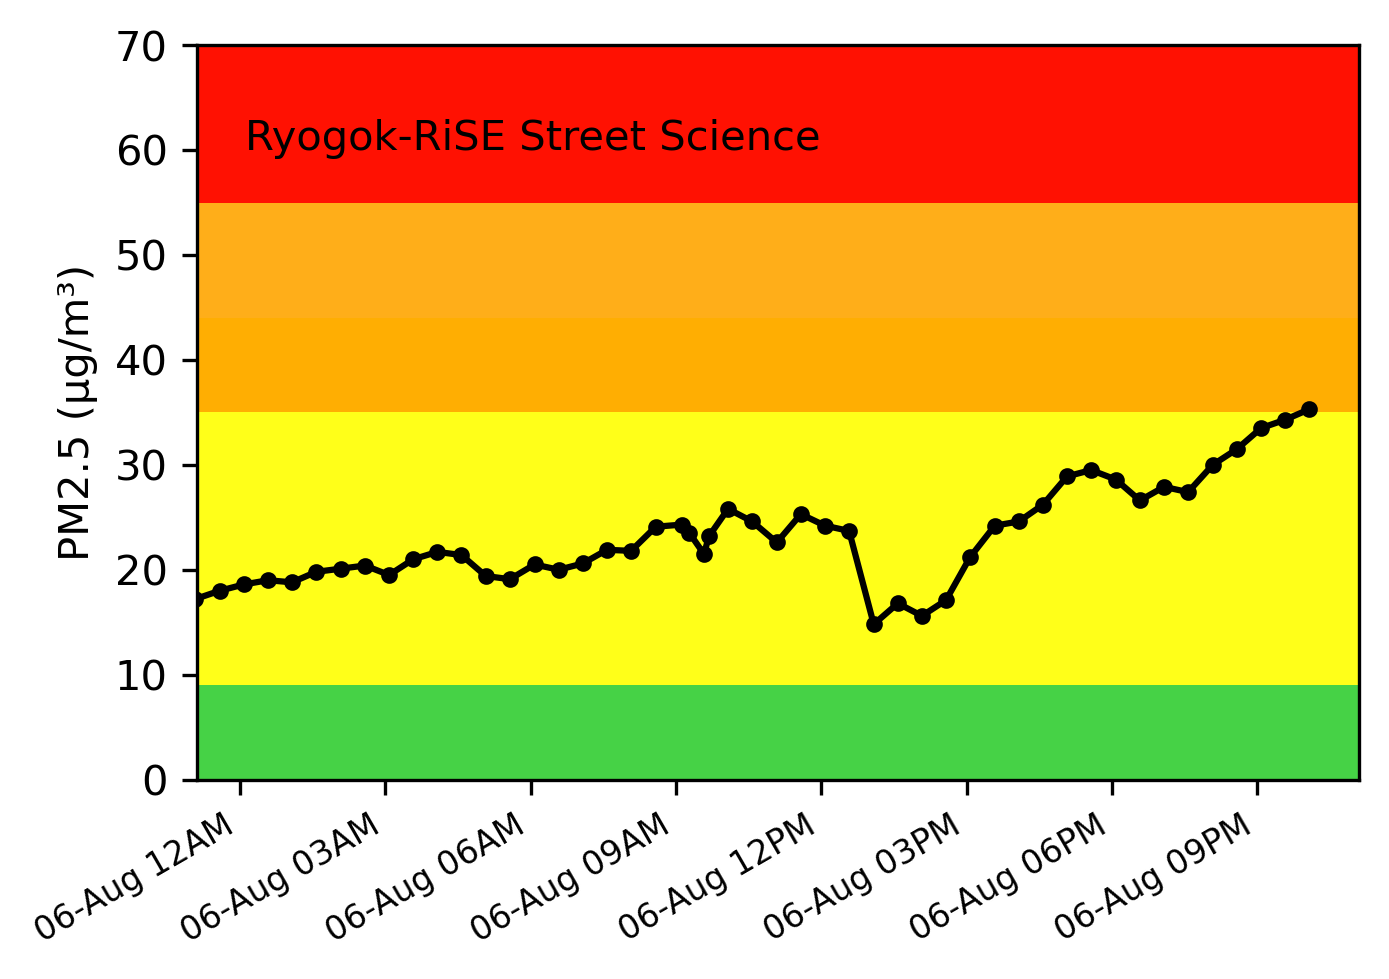 70
Ryogok-RiSE Street Science
60
50
40
30
20
10
0
PM2.5 (µg/m³)
06-Aug 12AM
06-Aug 03AM
06-Aug 06AM
06-Aug 09AM
06-Aug 12PM
06-Aug 03PM
06-Aug 06PM
06-Aug 09PM